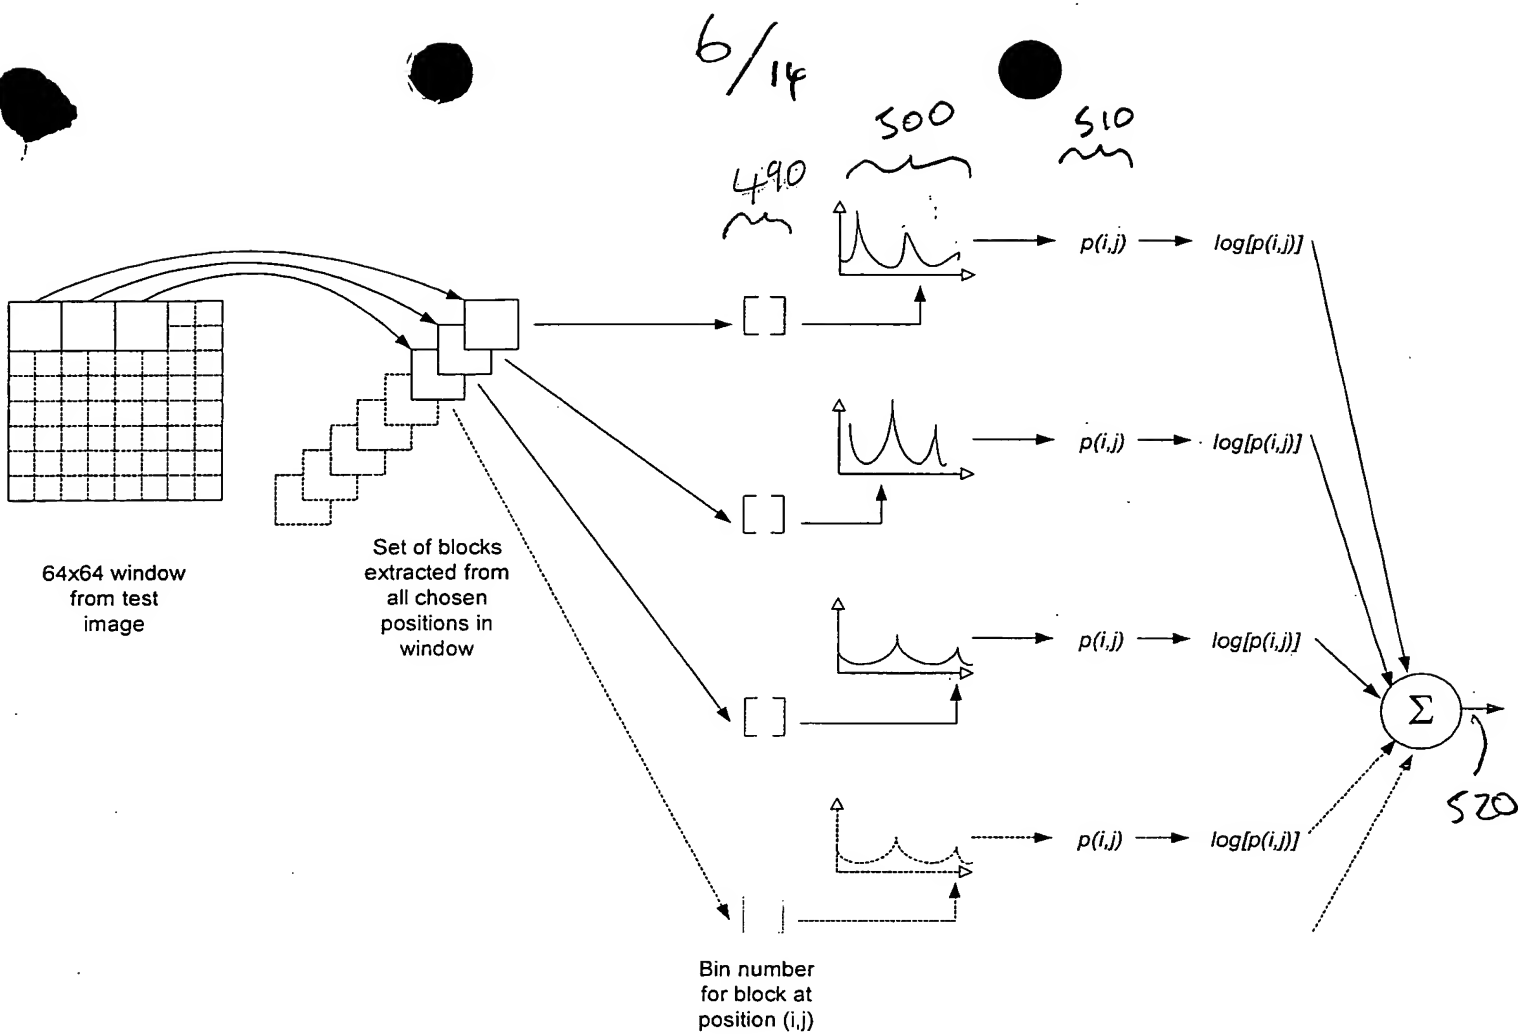 6/14
500
510
490
p(i,j)
log[p(i,j)]
p(i,j)
log[p(i,j)]
Set of blocks
extracted from
all chosen
positions in
window
64x64 window
from test
image
p(i,j)
log[p(i,j)]
Σ
520
p(i,j)
log[p(i,j)]
Bin number
for block at
position (i,j)